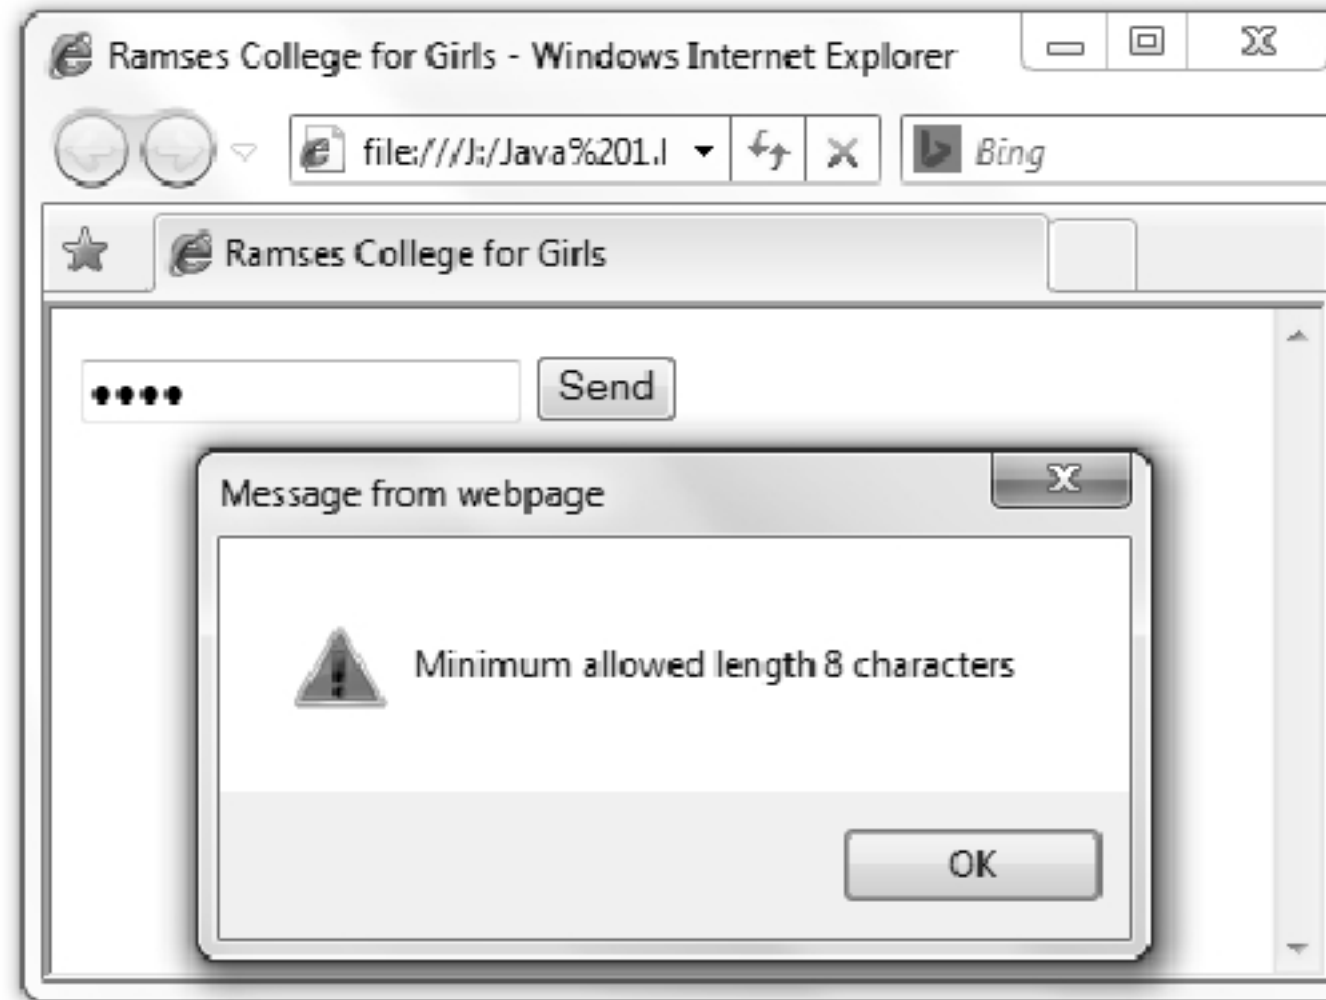 Ramses College for Girls - Windows Internet Explorer
file:///J:/Java%201.l
Bing
Ramses College for Girls
Send
Message from webpage
Minimum allowed length 8 characters
OK